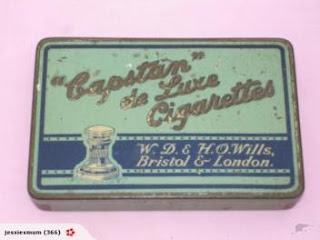 "Capstan"
de Luxe
Cigarettes
W. D. & H. O. Wills,
Bristol & London.
jessiesmum (366)